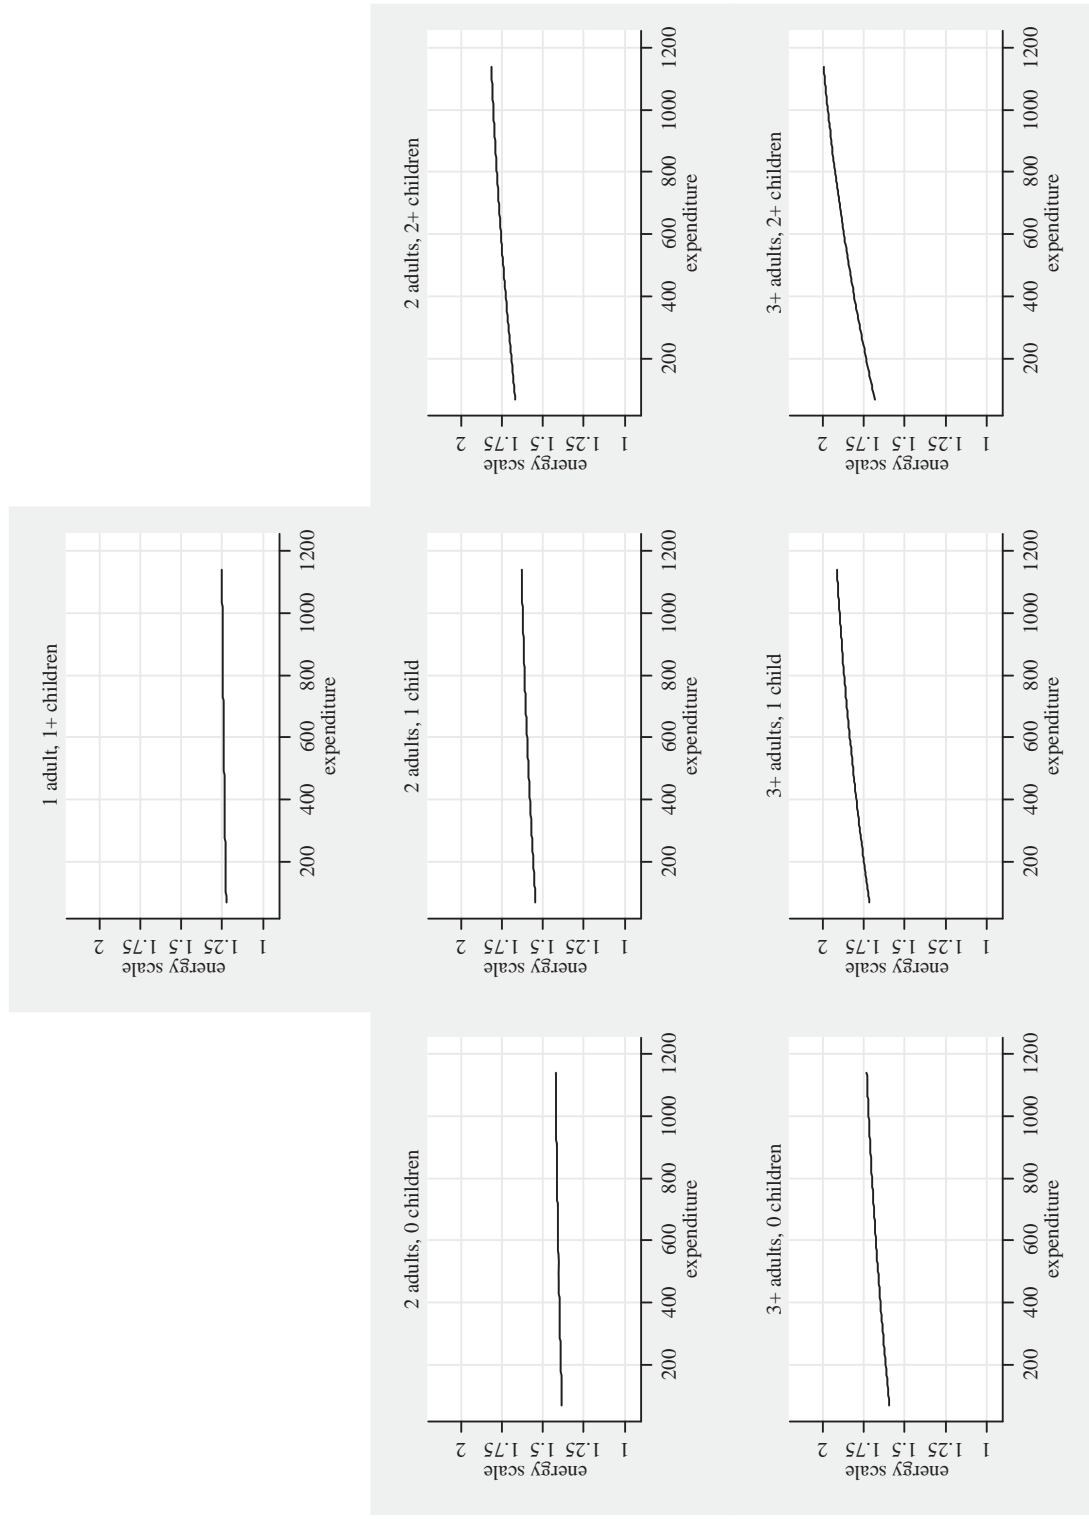 1 adult, 1+ children
energy scale
2
1.75
1.5
1.25
1
200 400 600 800 1000 1200
expenditure
2 adults, 0 children
energy scale
2
1.75
1.5
1.25
1
200 400 600 800 1000 1200
expenditure
2 adults, 1 child
energy scale
2
1.75
1.5
1.25
1
200 400 600 800 1000 1200
expenditure
2 adults, 2+ children
energy scale
2
1.75
1.5
1.25
1
200 400 600 800 1000 1200
expenditure
3+ adults, 0 children
energy scale
2
1.75
1.5
1.25
1
200 400 600 800 1000 1200
expenditure
3+ adults, 1 child
energy scale
2
1.75
1.5
1.25
1
200 400 600 800 1000 1200
expenditure
3+ adults, 2+ children
energy scale
2
1.75
1.5
1.25
1
200 400 600 800 1000 1200
expenditure